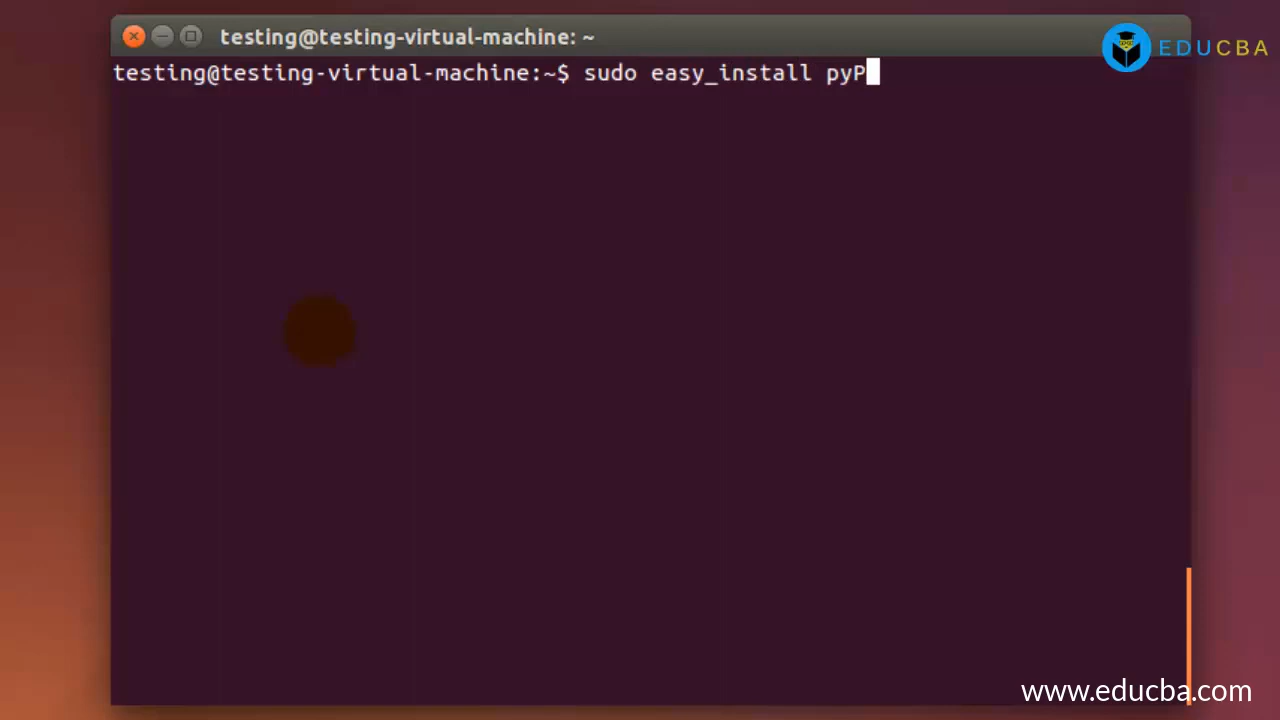 testing@testing-virtual-machine: ~
EDUCBA
testing@testing-virtual-machine:~$ sudo easy_install pyP
www.educba.com